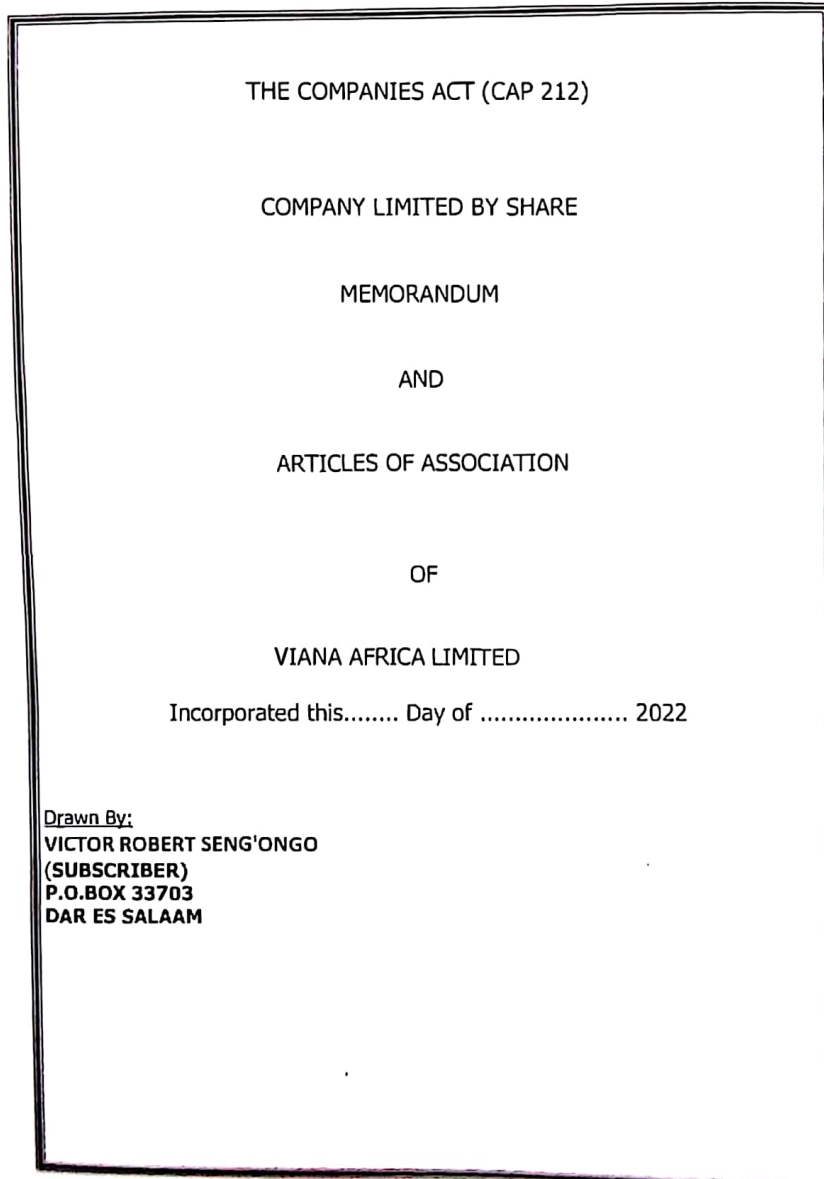 THE COMPANIES ACT (CAP 212)
COMPANY LIMITED BY SHARE
MEMORANDUM
AND
ARTICLES OF ASSOCIATION
OF
VIANA AFRICA LIMITED
Incorporated this........ Day of ...................... 2022
Drawn By:
VICTOR ROBERT SENG'ONGO
(SUBSCRIBER)
P.O.BOX 33703
DAR ES SALAAM